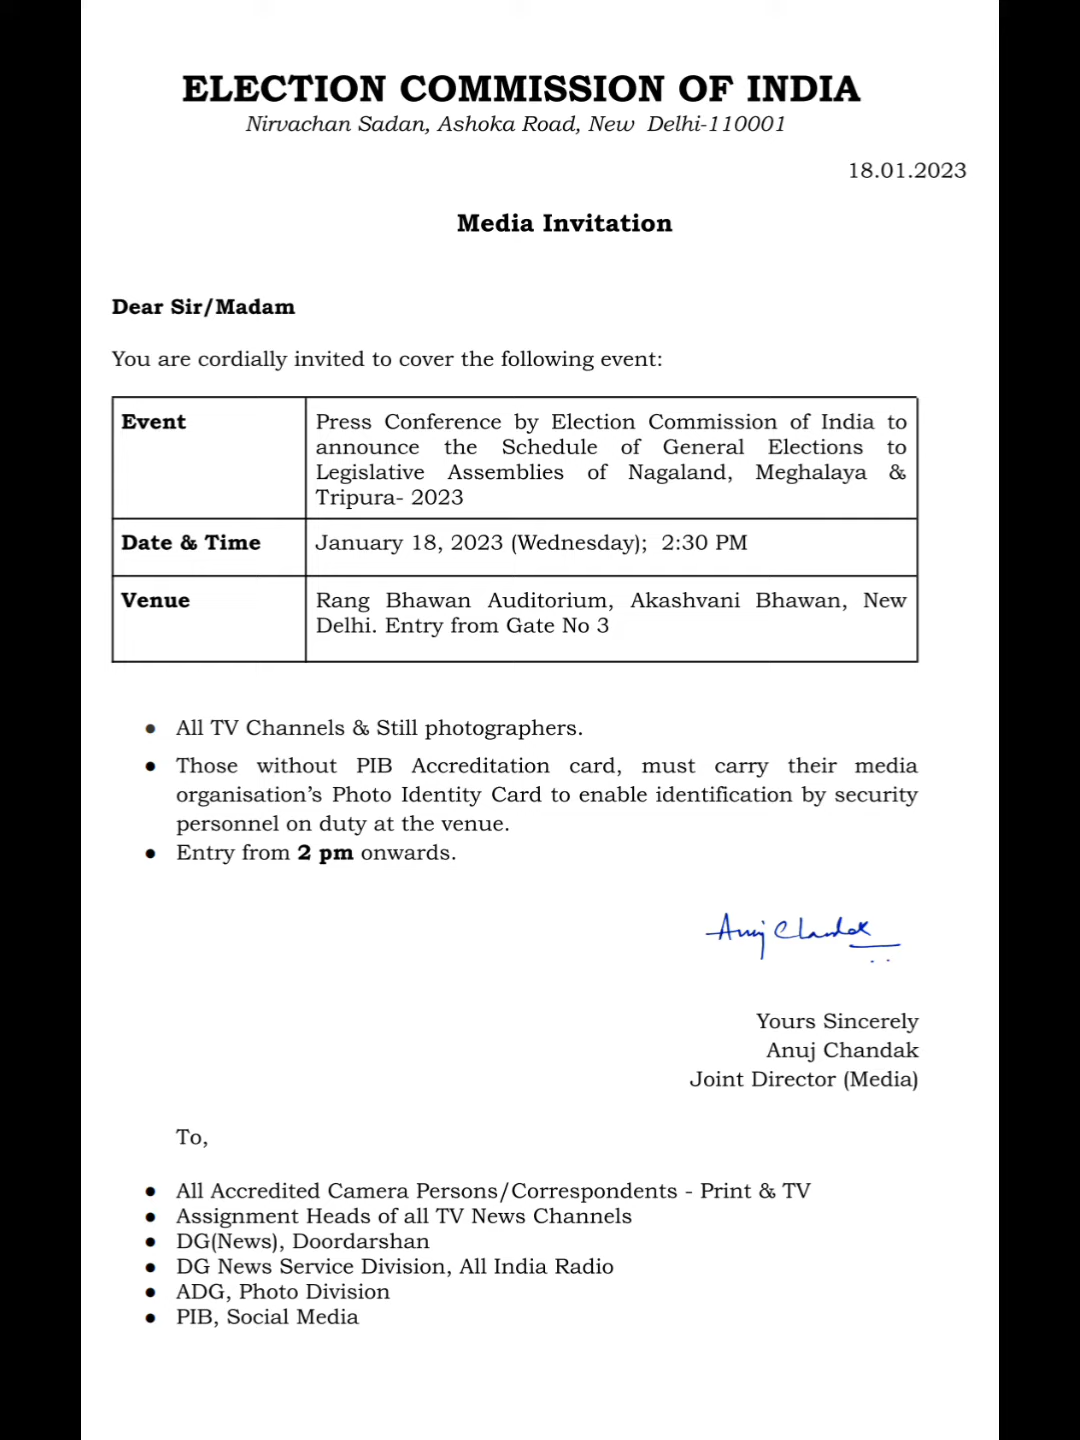 ELECTION COMMISSION OF INDIA
Nirvachan Sadan, Ashoka Road, New Delhi-110001
18.01.2023
Media Invitation
Dear Sir/Madam
You are cordially invited to cover the following event:
Event
Press Conference by Election Commission of India to
announce the Schedule of General Elections to
Legislative Assemblies of Nagaland, Meghalaya &
Tripura- 2023
Date & Time
January 18, 2023 (Wednesday); 2:30 PM
Venue
Rang Bhawan Auditorium, Akashvani Bhawan, New
Delhi. Entry from Gate No 3
● All TV Channels & Still photographers.
● Those without PIB Accreditation card, must carry their media
organisation’s Photo Identity Card to enable identification by security
personnel on duty at the venue.
● Entry from 2 pm onwards.
Anuj Chandak
Yours Sincerely
Anuj Chandak
Joint Director (Media)
To,
● All Accredited Camera Persons/Correspondents - Print & TV
● Assignment Heads of all TV News Channels
● DG(News), Doordarshan
● DG News Service Division, All India Radio
● ADG, Photo Division
● PIB, Social Media